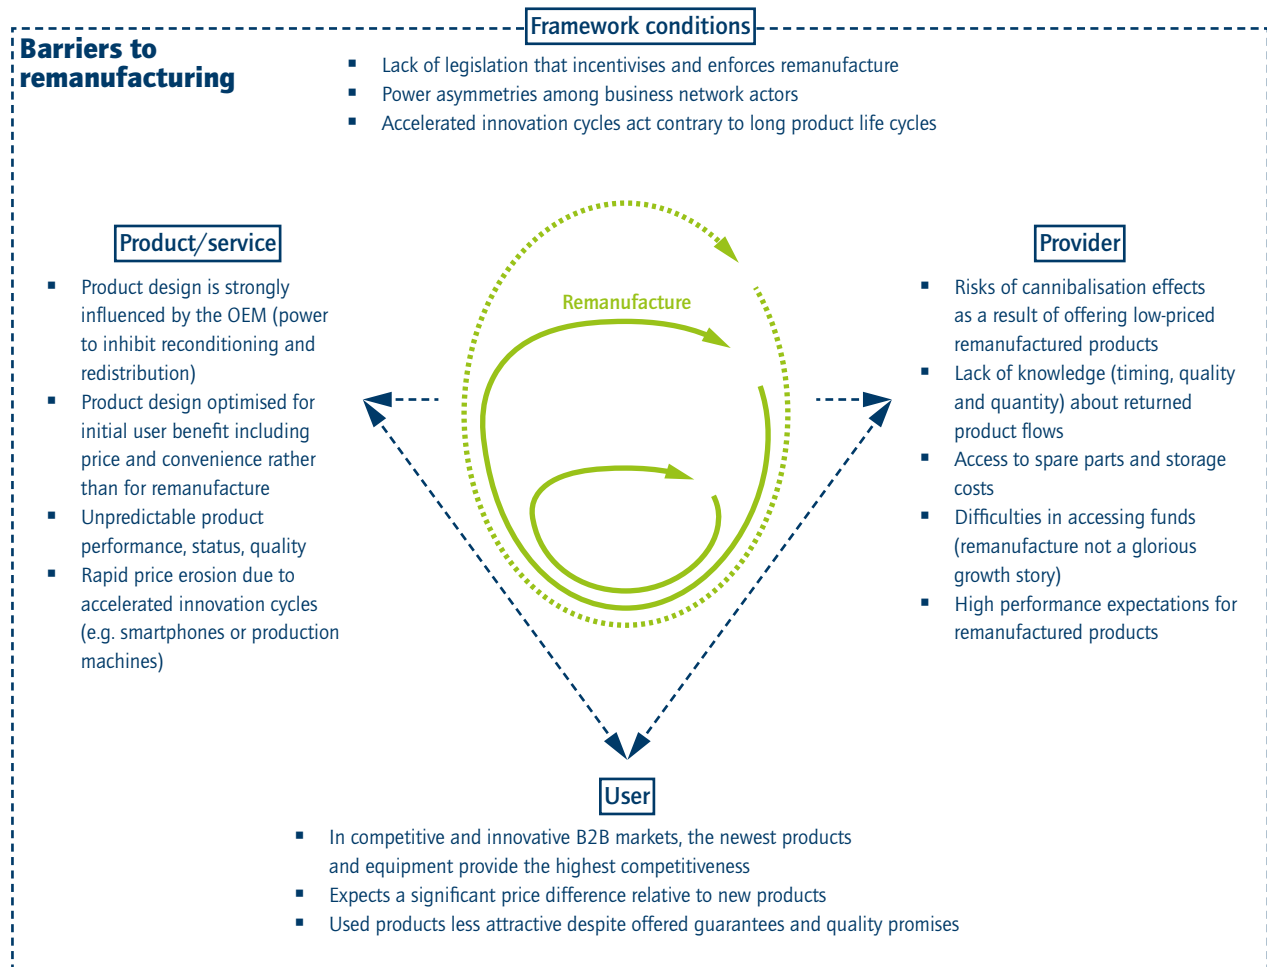 Framework conditions
Barriers to
remanufacturing
▪ Lack of legislation that incentivises and enforces remanufacture
▪ Power asymmetries among business network actors
▪ Accelerated innovation cycles act contrary to long product life cycles
Product/service
▪ Product design is strongly
influenced by the OEM (power
to inhibit reconditioning and
redistribution)
▪ Product design optimised for
initial user benefit including
price and convenience rather
than for remanufacture
▪ Unpredictable product
performance, status, quality
▪ Rapid price erosion due to
accelerated innovation cycles
(e.g. smartphones or production
machines)
Remanufacture
Provider
▪ Risks of cannibalisation effects
as a result of offering low-priced
remanufactured products
▪ Lack of knowledge (timing, quality
and quantity) about returned
product flows
▪ Access to spare parts and storage
costs
▪ Difficulties in accessing funds
(remanufacture not a glorious
growth story)
▪ High performance expectations for
remanufactured products
User
▪ In competitive and innovative B2B markets, the newest products
and equipment provide the highest competitiveness
▪ Expects a significant price difference relative to new products
▪ Used products less attractive despite offered guarantees and quality promises